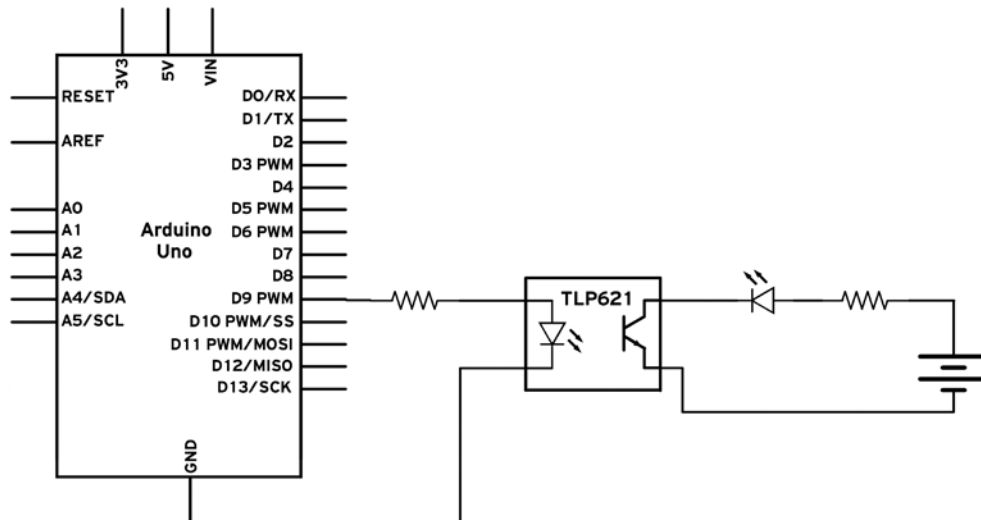 3V3
5V
VIN
RESET
AREF
A0
A1
A2
A3
A4/SDA
A5/SCL
Arduino
Uno
D0/RX
D1/TX
D2
D3 PWM
D4
D5 PWM
D6 PWM
D7
D8
D9 PWM
D10 PWM/SS
D11 PWM/MOSI
D12/MISO
D13/SCK
GND
TLP621